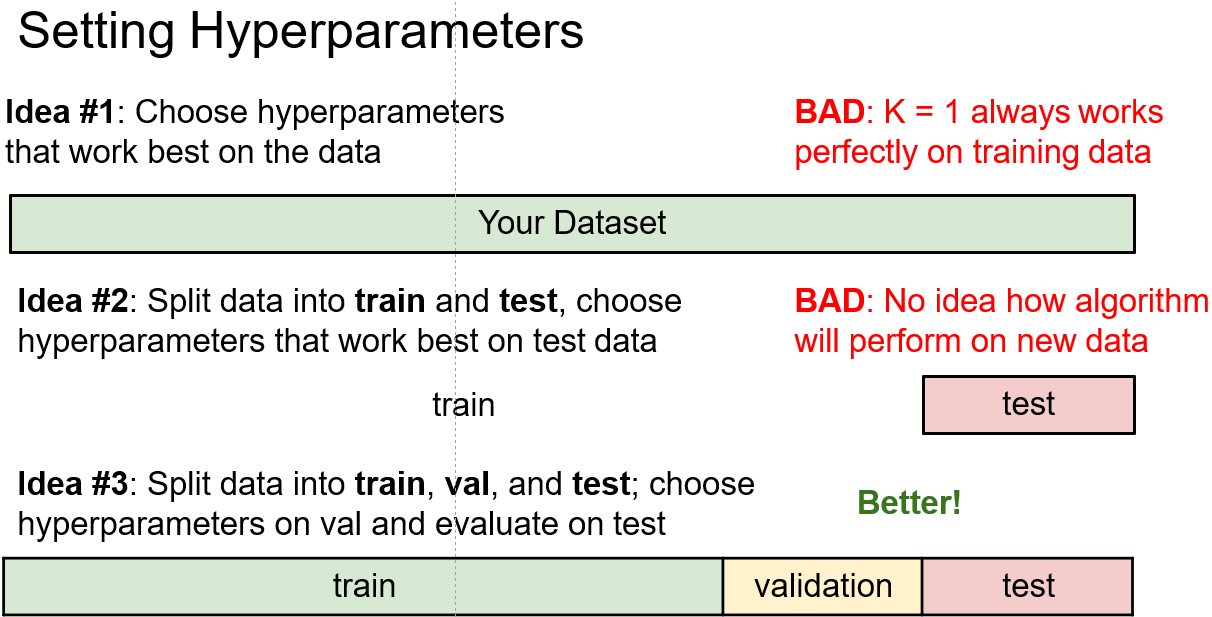 Setting Hyperparameters
Idea #1: Choose hyperparameters
that work best on the data
BAD: K = 1 always works
perfectly on training data
Your Dataset
Idea #2: Split data into train and test, choose
hyperparameters that work best on test data
BAD: No idea how algorithm
will perform on new data
train
test
Idea #3: Split data into train, val, and test; choose
hyperparameters on val and evaluate on test
Better!
train
validation
test